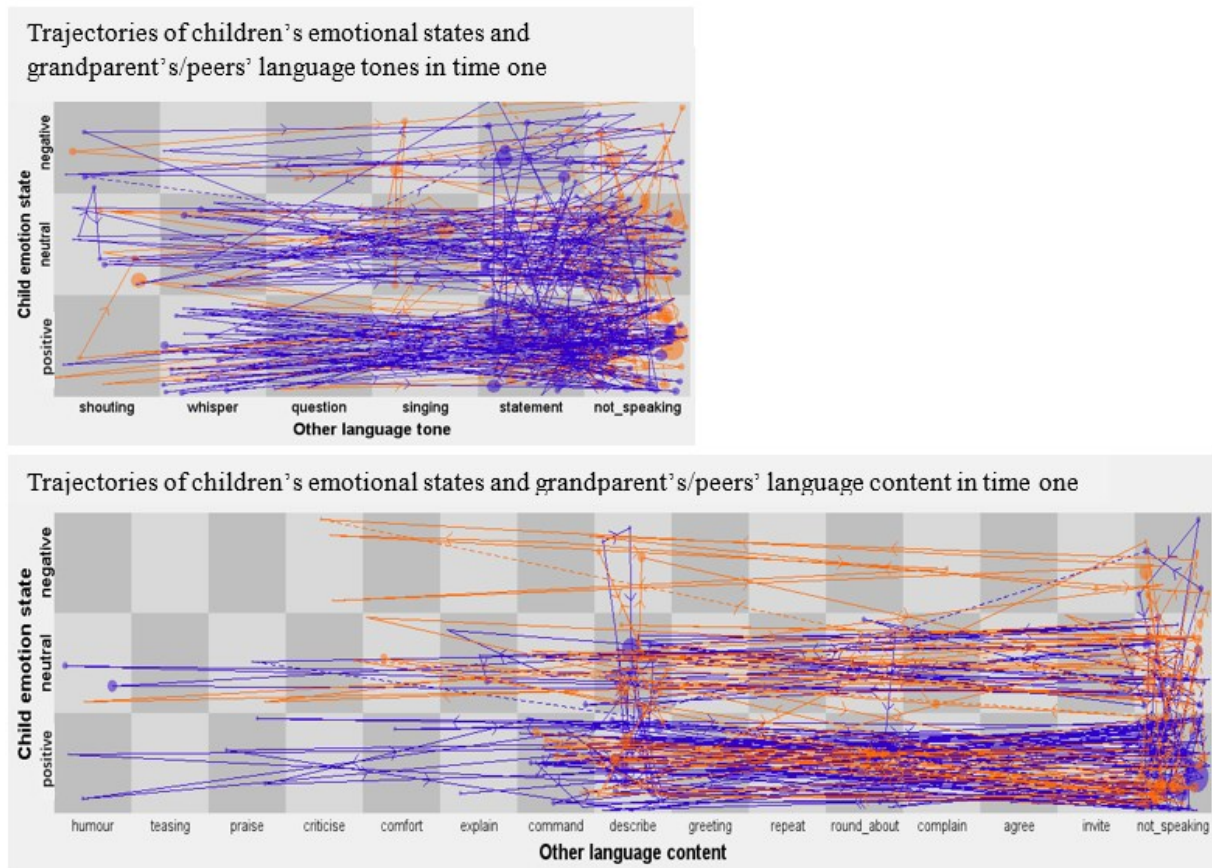 Trajectories of children’s emotional states and
grandparent’s/peers’ language tones in time one
Child emotion state
negative
neutral
positive
shouting whisper question singing statement not_speaking
Other language tone
Trajectories of children’s emotional states and grandparent’s/peers’ language content in time one
Child emotion state
negative
neutral
positive
humour teasing praise criticise comfort explain command describe greeting repeat round_about complain agree invite not_speaking
Other language content